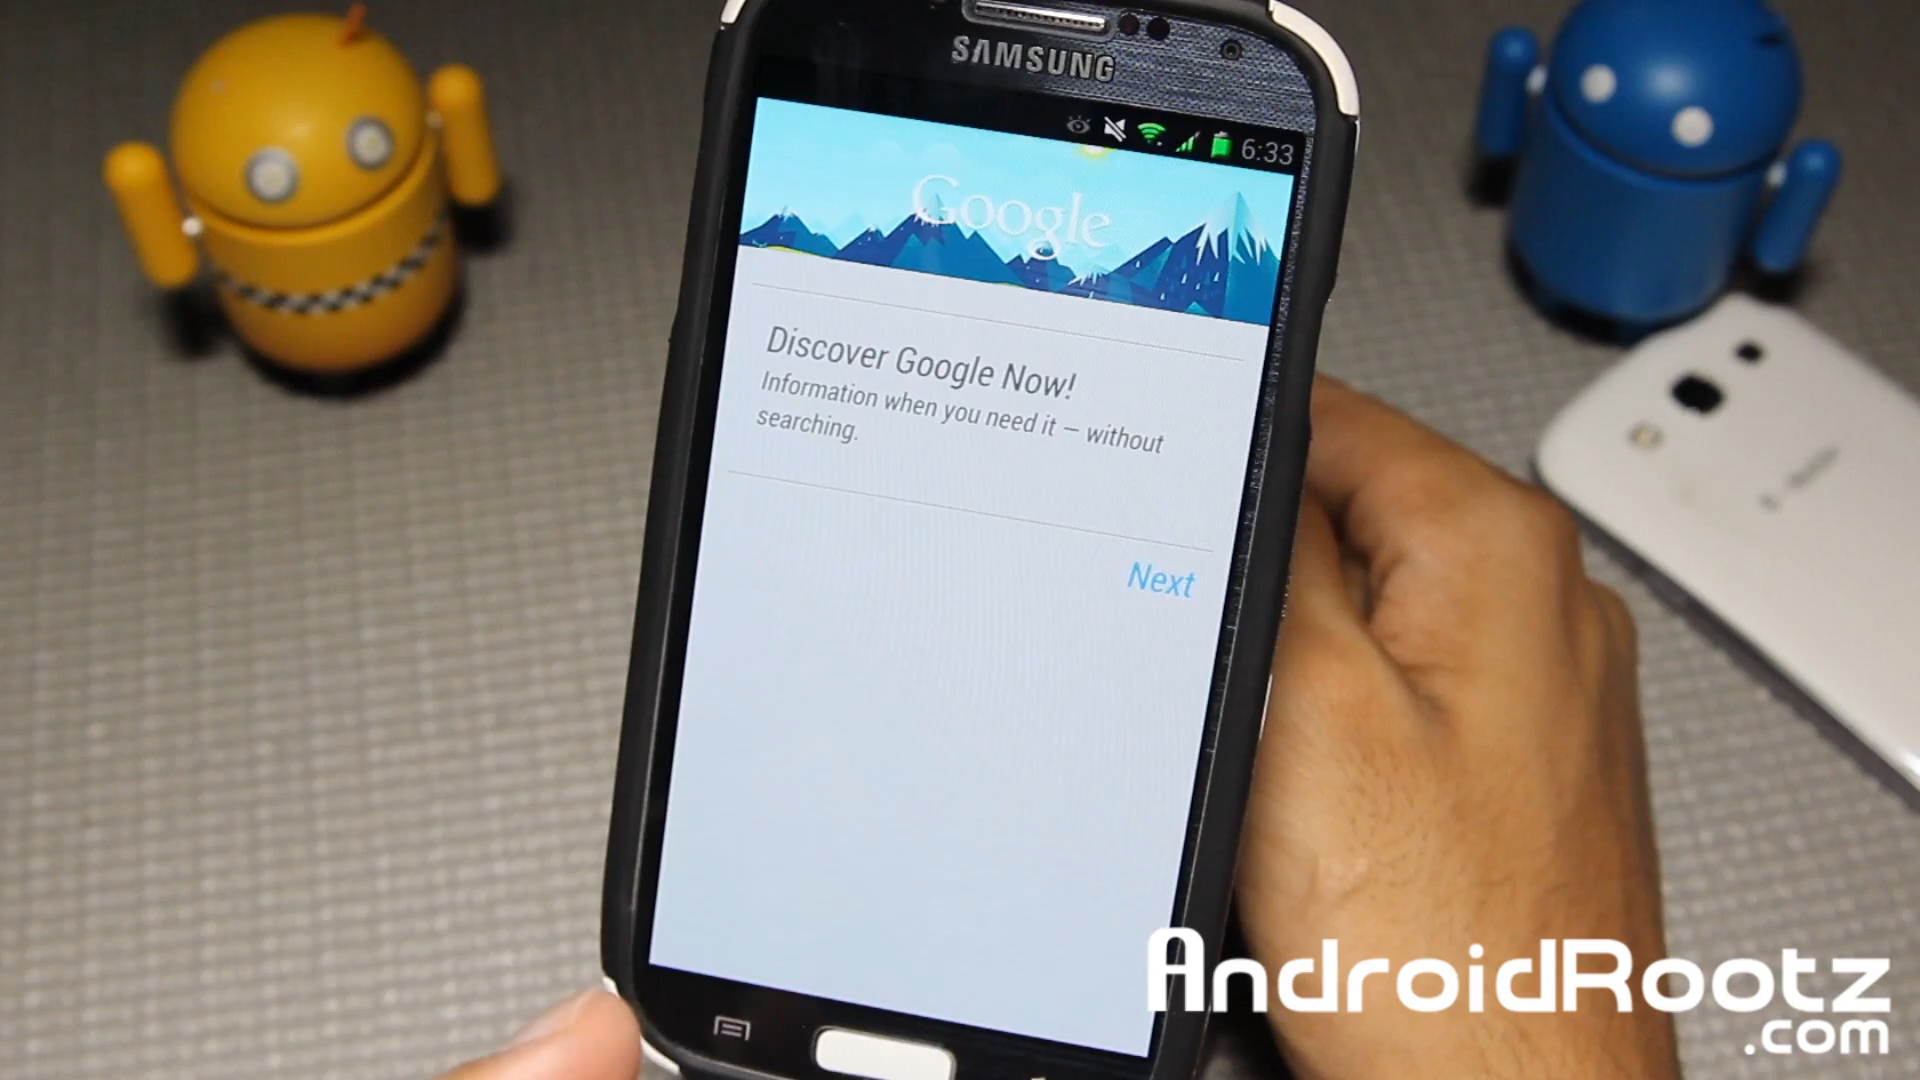 SAMSUNG
6:33
Google
Discover Google Now!
Information when you need it – without
searching.
Next
AndroidRootz
.com